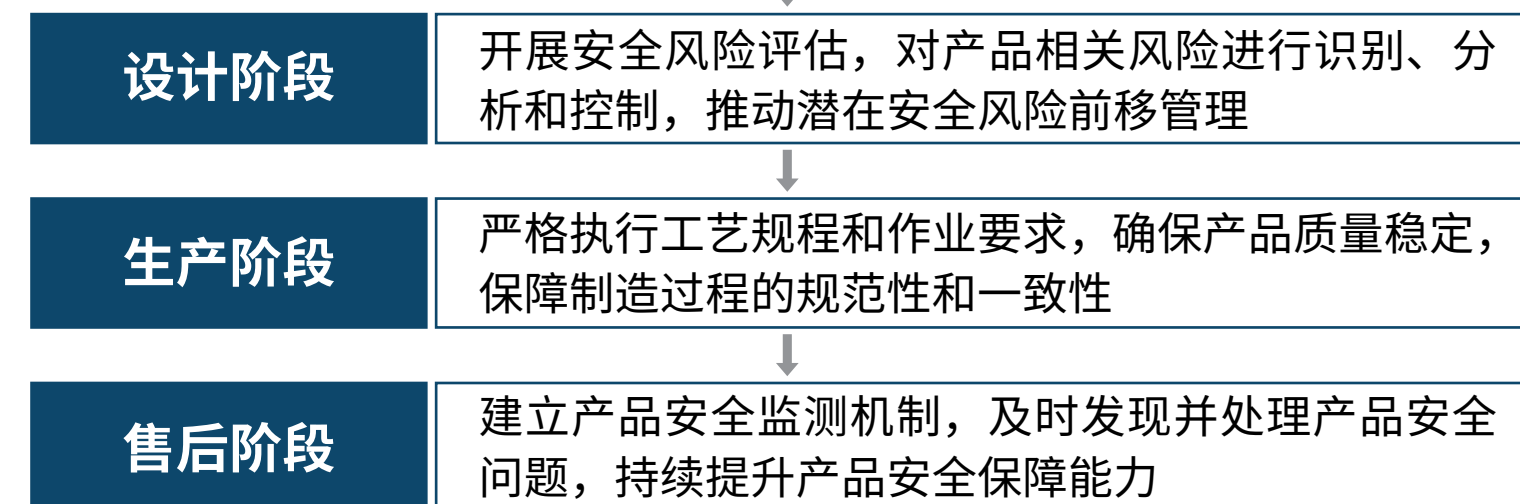 设计阶段
开展安全风险评估，对产品相关风险进行识别、分
析和控制，推动潜在安全风险前移管理
生产阶段
严格执行工艺规程和作业要求，确保产品质量稳定，
保障制造过程的规范性和一致性
售后阶段
建立产品安全监测机制，及时发现并处理产品安全
问题，持续提升产品安全保障能力